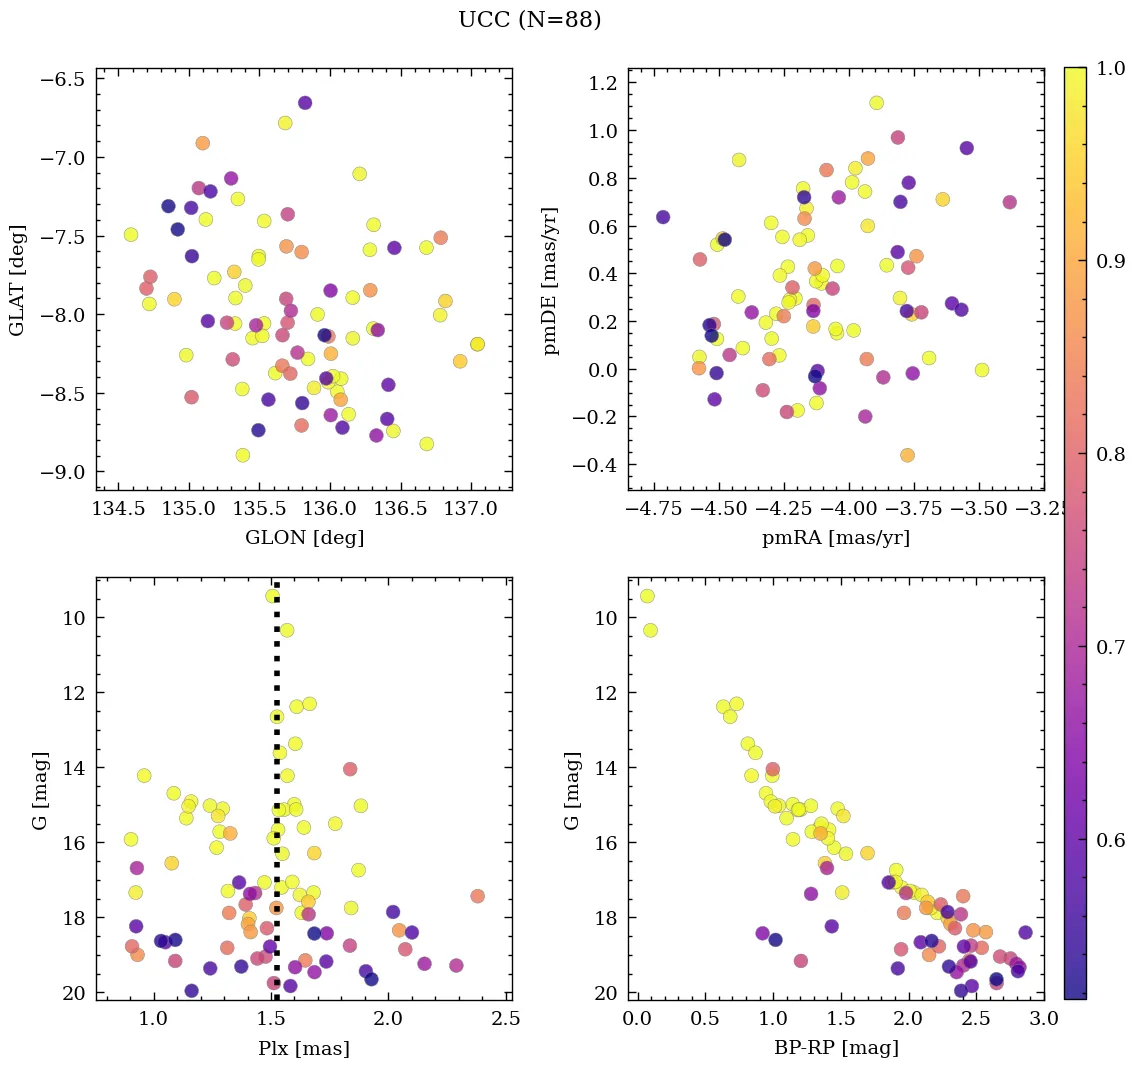 UCC (N=88)
−6.5
−7.0
−7.5
−8.0
−8.5
−9.0
GLAT [deg]
134.5 135.0 135.5 136.0 136.5 137.0
GLON [deg]
1.2
1.0
0.8
0.6
0.4
0.2
0.0
−0.2
−0.4
pmDE [mas/yr]
−4.75 −4.50 −4.25 −4.00 −3.75 −3.50
pmRA [mas/yr]
1.0
0.9
0.8
0.7
0.6
10
12
14
16
18
20
G [mag]
1.0 1.5 2.0 2.5
Plx [mas]
10
12
14
16
18
20
G [mag]
0.0 0.5 1.0 1.5 2.0 2.5 3.0
BP-RP [mag]